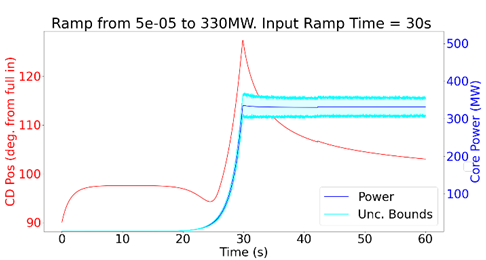 Ramp from 5e-05 to 330MW. Input Ramp Time = 30s
CD Pos (deg. from full in)
120
110
100
90
500
400
300
200
100
Core Power (MW)
Power
Unc. Bounds
0
10
20
30
40
50
60
Time (s)